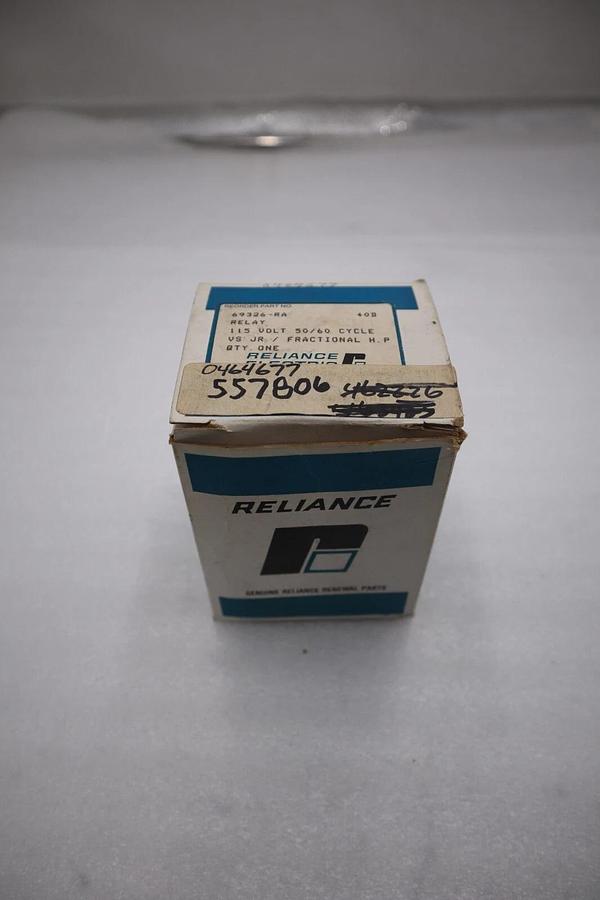 REORDER PART NO.
69326-RA 40B
RELAY
115 VOLT 50/60 CYCLE
VS JR / FRACTIONAL H.P
QTY. ONE
RELIANCE
ELECTRIC
0464677
557806
RELIANCE
GENUINE RELIANCE RENEWAL PARTS